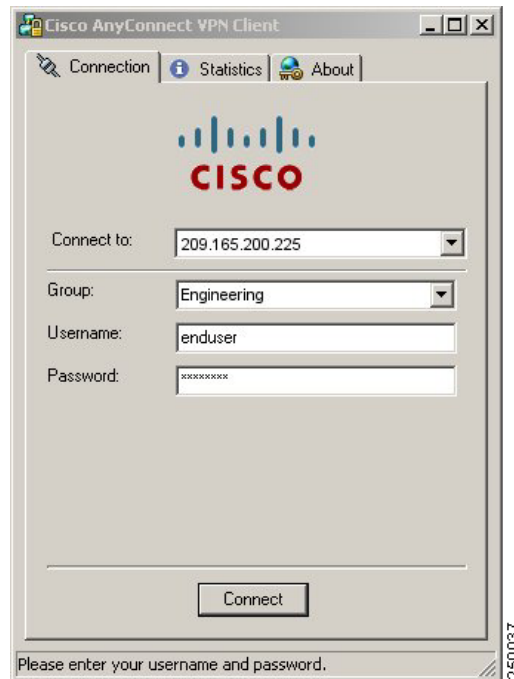 Cisco AnyConnect VPN Client
Connection Statistics About
CISCO
Connect to: 209.165.200.225
Group: Engineering
Username: enduser
Password: ××××××××
Connect
Please enter your username and password.
250037